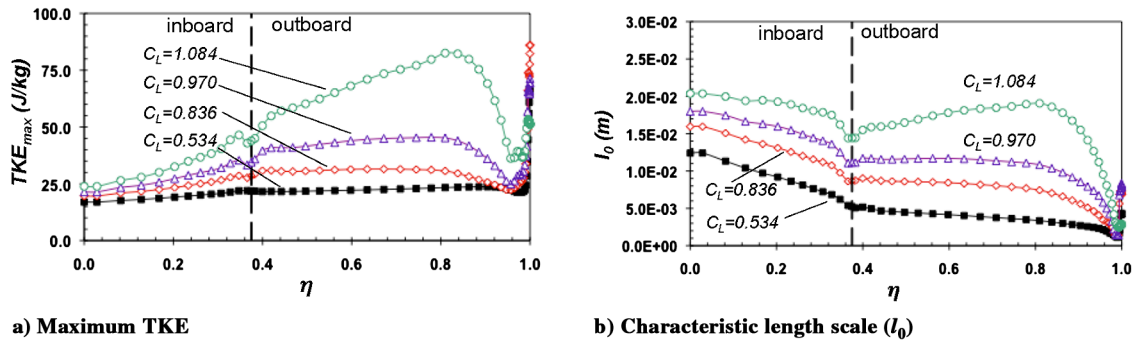 100.0
75.0
50.0
25.0
0.0
TKEmax (J/kg)
inboard
outboard
CL=1.084
CL=0.970
CL=0.836
CL=0.534
0.0 0.2 0.4 0.6 0.8 1.0
η
a) Maximum TKE
3.0E-02
2.5E-02
2.0E-02
1.5E-02
1.0E-02
5.0E-03
0.0E+00
l0 (m)
inboard
outboard
CL=1.084
CL=0.970
CL=0.836
CL=0.534
0.0 0.2 0.4 0.6 0.8 1.0
η
b) Characteristic length scale (l0)